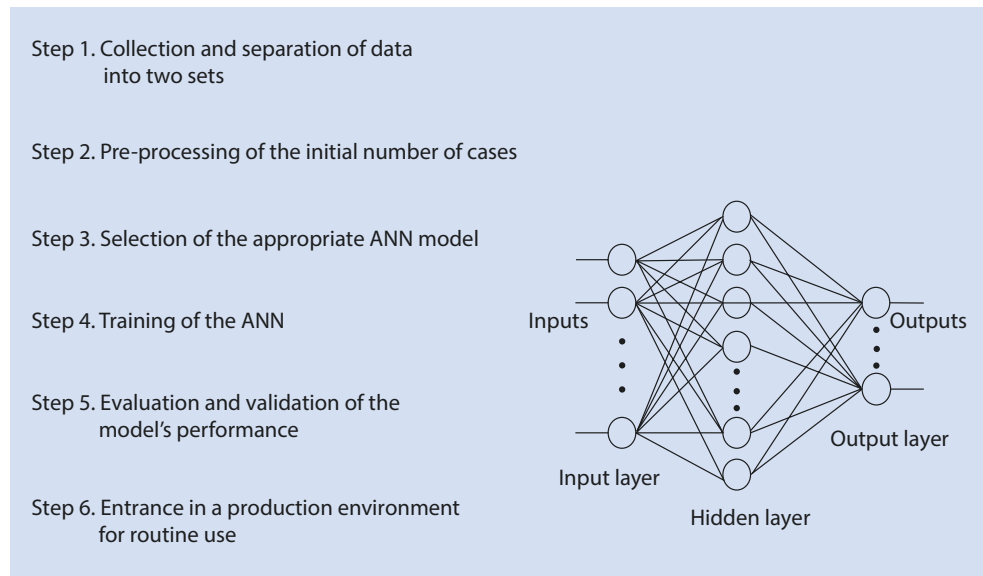 Step 1. Collection and separation of data
into two sets
Step 2. Pre-processing of the initial number of cases
Step 3. Selection of the appropriate ANN model
Step 4. Training of the ANN
Step 5. Evaluation and validation of the
model’s performance
Step 6. Entrance in a production environment
for routine use
Inputs
Outputs
Input layer
Hidden layer
Output layer